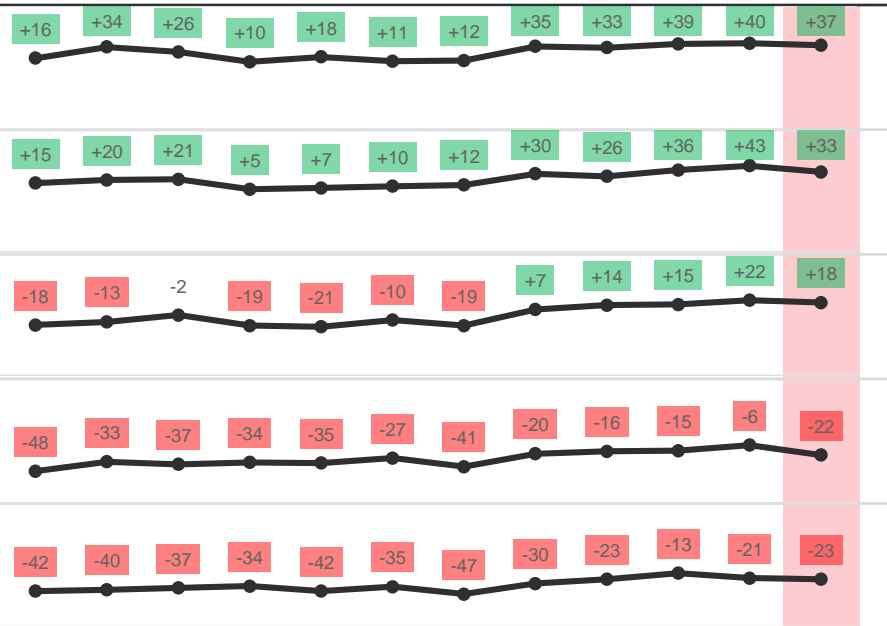 +16 +34 +26 +10 +18 +11 +12 +35 +33 +39 +40 +37
+15 +20 +21 +5 +7 +10 +12 +30 +26 +36 +43 +33
-18 -13 -2 -19 -21 -10 -19 +7 +14 +15 +22 +18
-48 -33 -37 -34 -35 -27 -41 -20 -16 -15 -6 -22
-42 -40 -37 -34 -42 -35 -47 -30 -23 -13 -21 -23